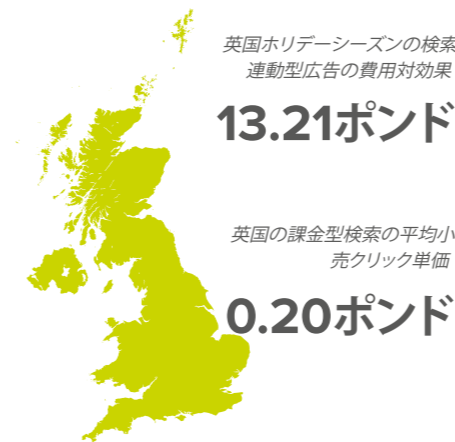 英国ホリデーシーズンの検索
連動型広告の費用対効果
13.21ポンド
英国の課金型検索の平均小
売クリック単価
0.20ポンド